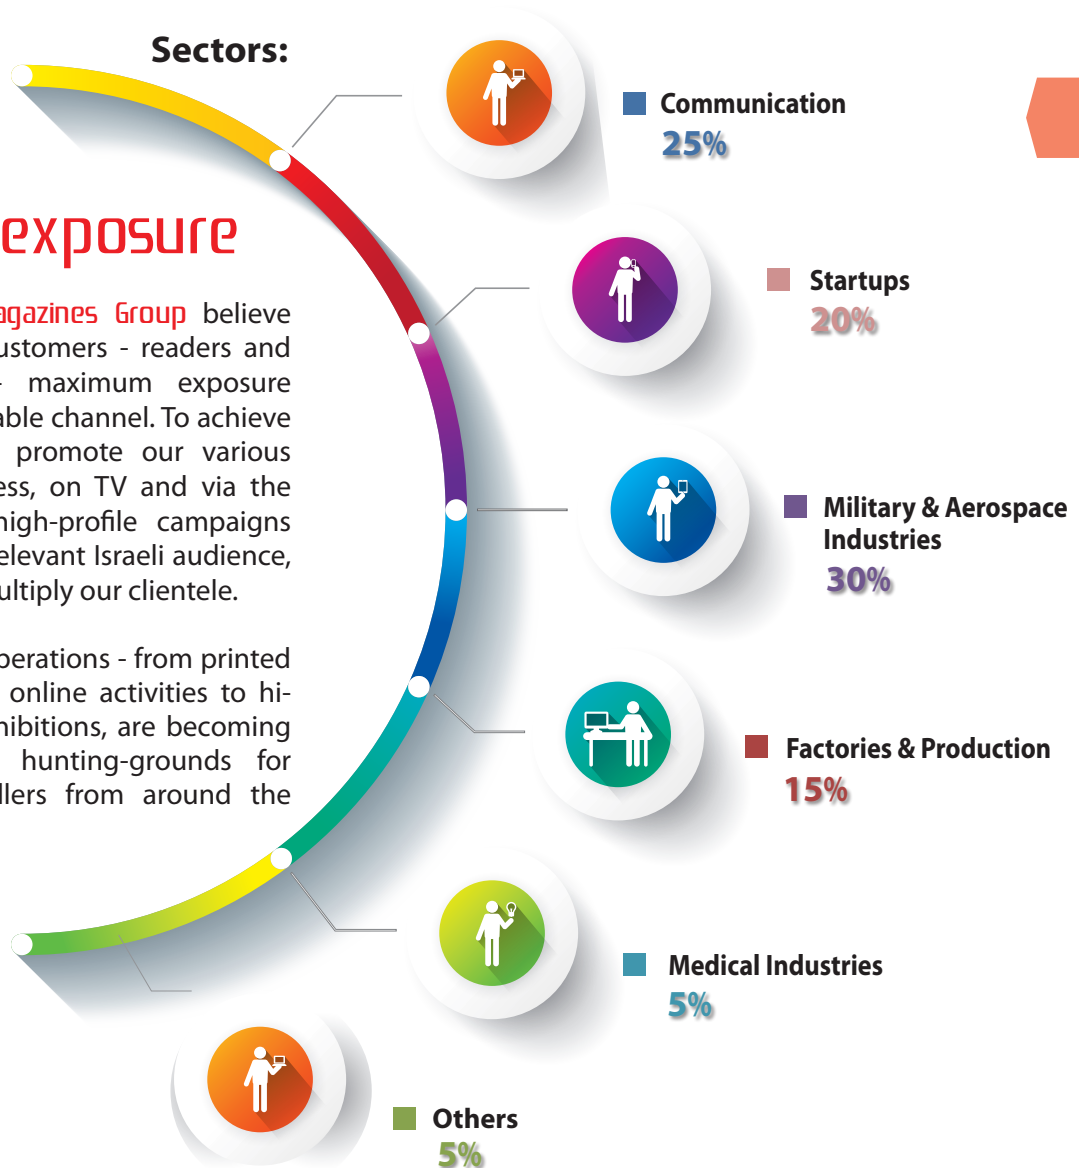 Sectors:
exposure
agazines Group believe
ustomers - readers and
- maximum exposure
able channel. To achieve
promote our various
ess, on TV and via the
high-profile campaigns
elevant Israeli audience,
ultiply our clientele.
perations - from printed
online activities to hi-
hibitions, are becoming
hunting-grounds for
llers from around the
Communication
25%
Startups
20%
Military & Aerospace
Industries
30%
Factories & Production
15%
Medical Industries
5%
Others
5%